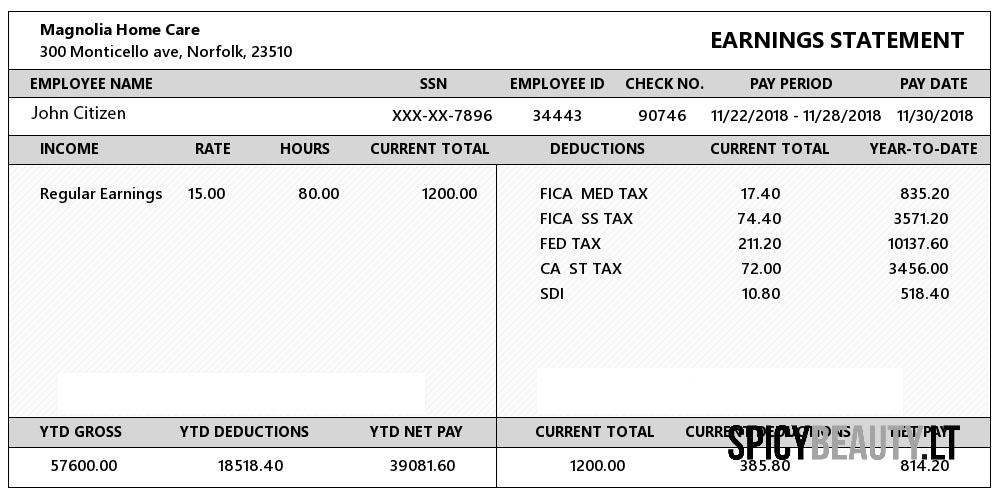 Magnolia Home Care
300 Monticello ave, Norfolk, 23510
EARNINGS STATEMENT
EMPLOYEE NAME SSN EMPLOYEE ID CHECK NO. PAY PERIOD PAY DATE
John Citizen XXX-XX-7896 34443 90746 11/22/2018 - 11/28/2018 11/30/2018
INCOME RATE HOURS CURRENT TOTAL DEDUCTIONS CURRENT TOTAL YEAR-TO-DATE
Regular Earnings 15.00 80.00 1200.00 FICA MED TAX 17.40 835.20
FICA SS TAX 74.40 3571.20
FED TAX 211.20 10137.60
CA ST TAX 72.00 3456.00
SDI 10.80 518.40
YTD GROSS YTD DEDUCTIONS YTD NET PAY CURRENT TOTAL CURRENT DEDUCTIONS NET PAY
SPICYBEAUTY.LT
57600.00 18518.40 39081.60 1200.00 385.80 814.20